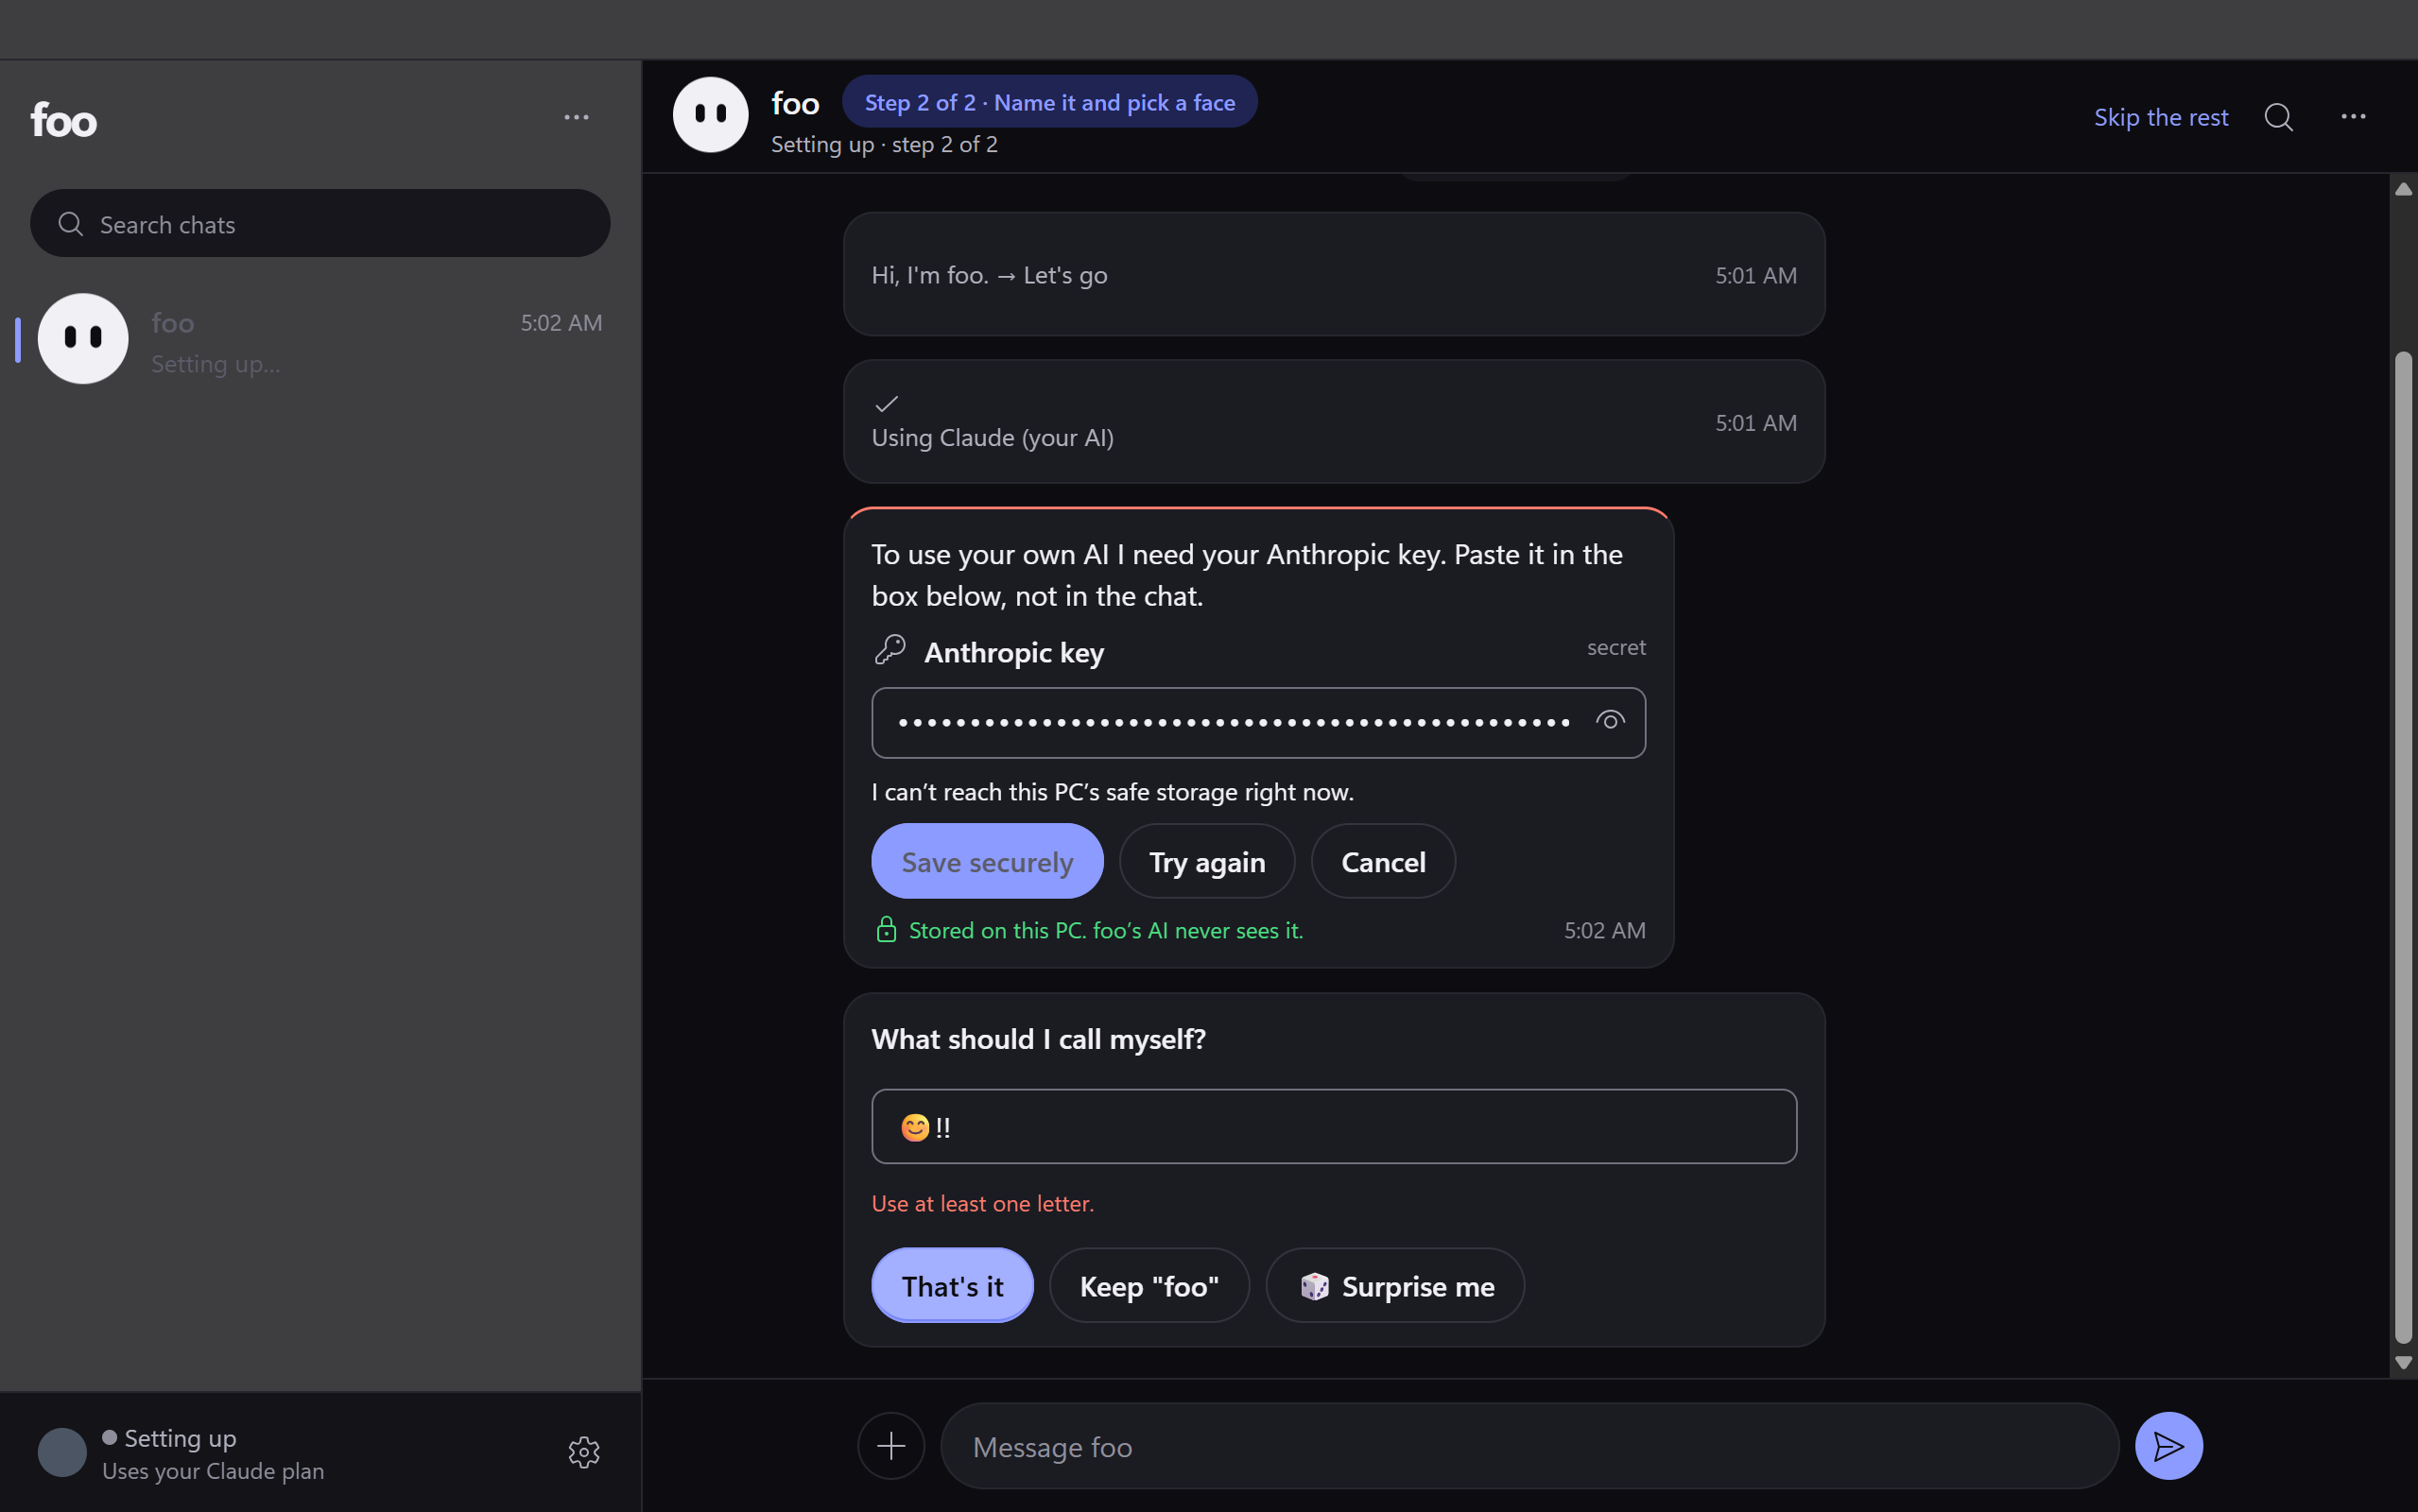 foo
Search chats
foo
5:02 AM
Setting up...
Setting up
Uses your Claude plan
foo
Step 2 of 2 · Name it and pick a face
Setting up · step 2 of 2
Skip the rest
Hi, I'm foo. → Let's go
5:01 AM
Using Claude (your AI)
5:01 AM
To use your own AI I need your Anthropic key. Paste it in the
box below, not in the chat.
Anthropic key
secret
I can’t reach this PC’s safe storage right now.
Save securely
Try again
Cancel
Stored on this PC. foo’s AI never sees it.
5:02 AM
What should I call myself?
😊!!
Use at least one letter.
That's it
Keep "foo"
🎲 Surprise me
Message foo